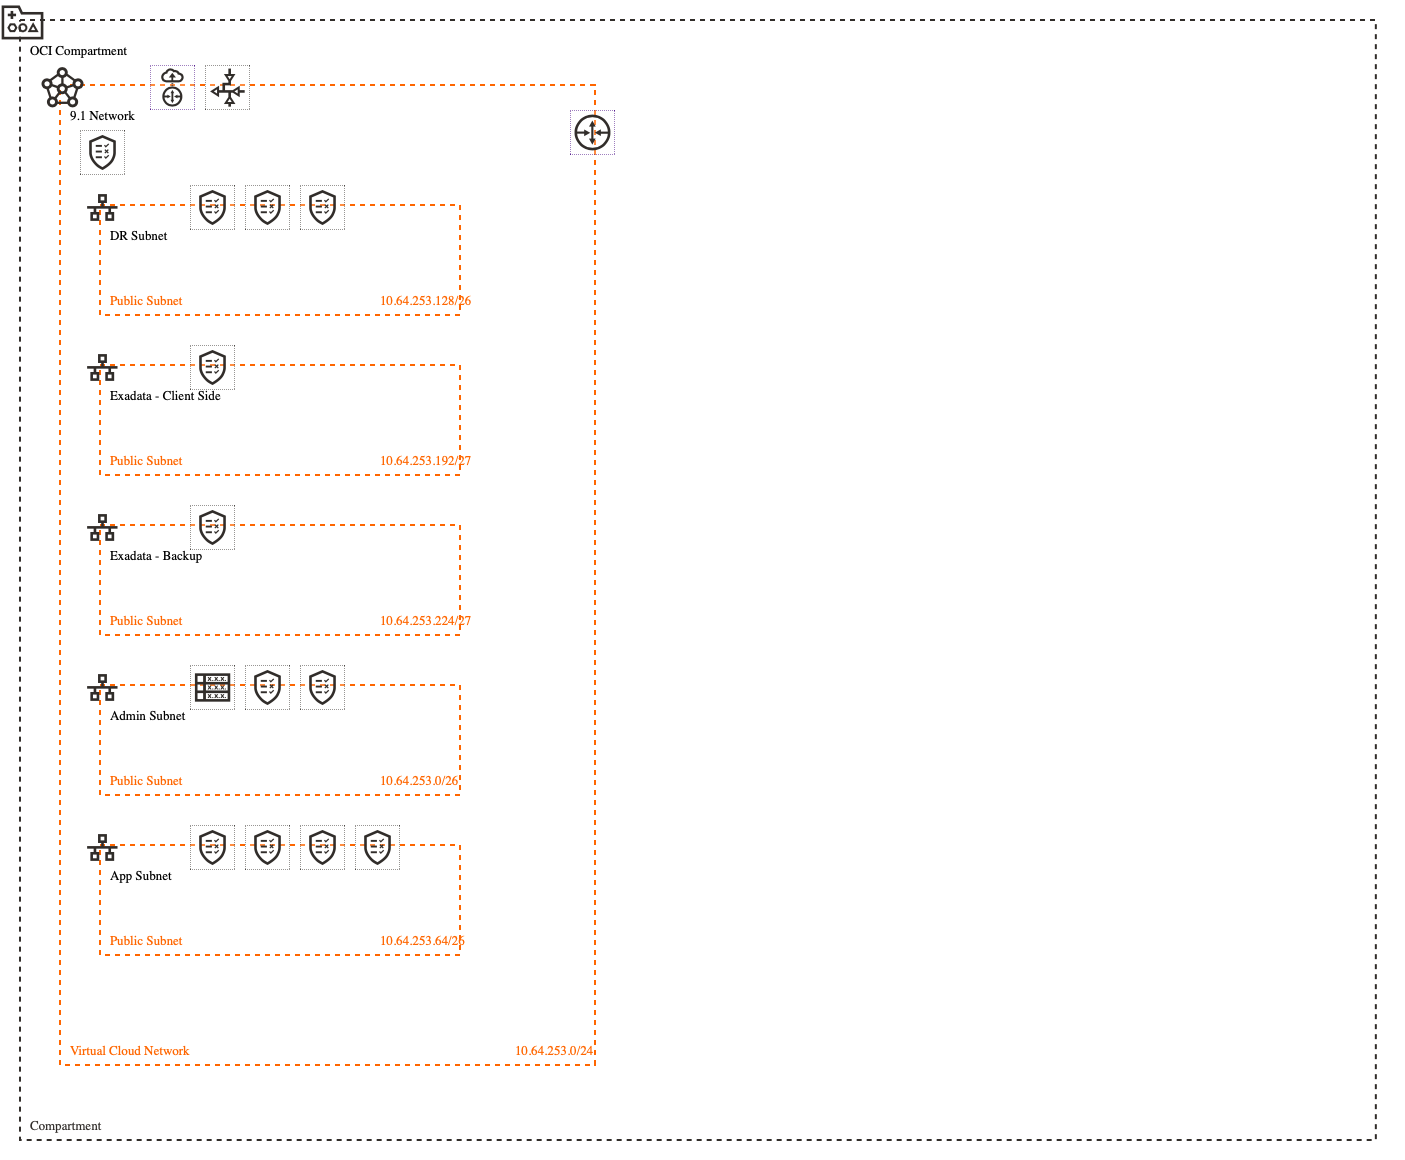 OCI Compartment
9.1 Network
DR Subnet
Public Subnet 10.64.253.128/26
Exadata - Client Side
Public Subnet 10.64.253.192/27
Exadata - Backup
Public Subnet 10.64.253.224/27
Admin Subnet
Public Subnet 10.64.253.0/26
App Subnet
Public Subnet 10.64.253.64/26
Virtual Cloud Network 10.64.253.0/24
Compartment